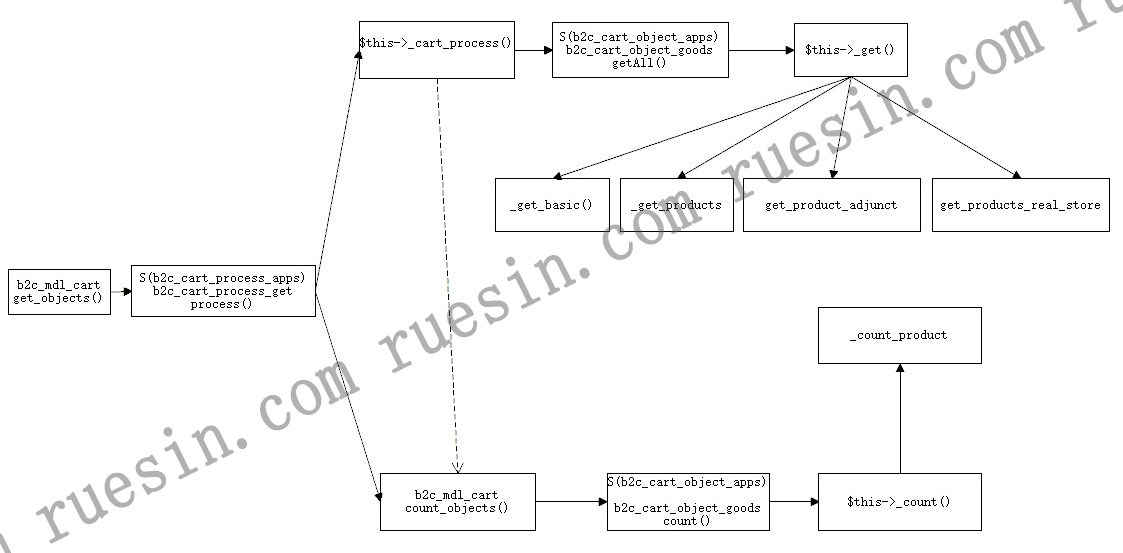 $this->_cart_process()
S(b2c_cart_object_apps)
b2c_cart_object_goods
getAll()
$this->_get()
_get_basic()
_get_products
get_product_adjunct
get_products_real_store
b2c_mdl_cart
get_objects()
S(b2c_cart_process_apps)
b2c_cart_process_get
process()
_count_product
b2c_mdl_cart
count_objects()
S(b2c_cart_object_apps)
b2c_cart_object_goods
count()
$this->_count()
ruesin.com ruesin.com ruesin.com ruesin.com